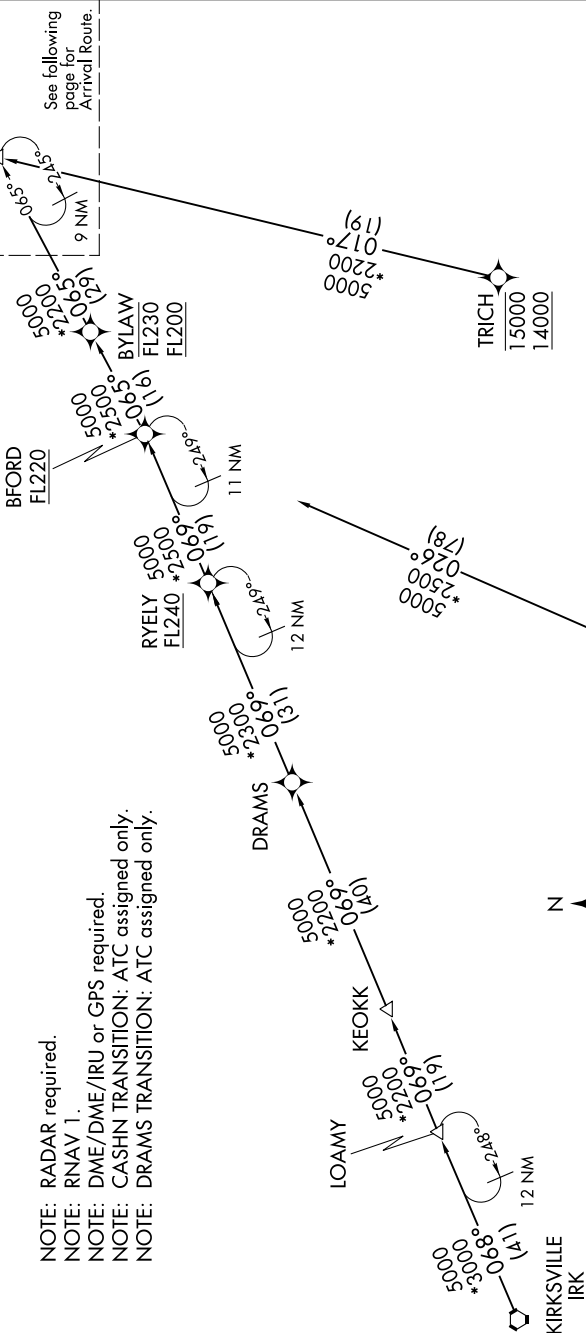 NOTE: RADAR required.
NOTE: RNAV 1.
NOTE: DME/DME/IRU or GPS required.
NOTE: CASHN TRANSITION: ATC assigned only.
NOTE: DRAMS TRANSITION: ATC assigned only.
KIRKSVILLE
IRK
5000
*3000
068°
(41)
LOAMY
248°
12 NM
5000
*2200
069°
(19)
KEOKK
5000
*2200
069°
(40)
DRAMS
5000
*2300
069°
(31)
RYELY
FL240
249°
12 NM
5000
*2500
069°
(19)
BFORD
FL220
249°
11 NM
5000
*2500
065°
(16)
BYLAW
FL230
FL200
5000
*2200
065°
(29)
065°
245°
9 NM
See following
page for
Arrival Route.
5000
*2200
017°
(19)
TRICH
15000
14000
5000
*2500
026°
(78)
N